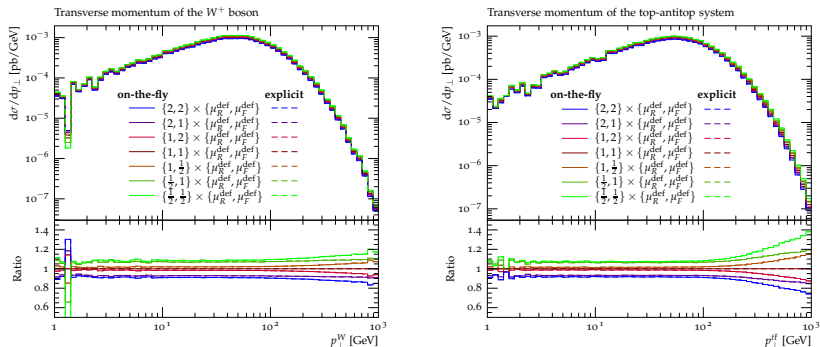 Transverse momentum of the W⁺ boson
dσ/dp⊥ [pb/GeV]
10⁻³
10⁻⁴
10⁻⁵
10⁻⁶
10⁻⁷
on-the-fly explicit
{2, 2} × {μ_R^def, μ_F^def}
{2, 1} × {μ_R^def, μ_F^def}
{1, 2} × {μ_R^def, μ_F^def}
{1, 1} × {μ_R^def, μ_F^def}
{1, ½} × {μ_R^def, μ_F^def}
{½, 1} × {μ_R^def, μ_F^def}
{½, ½} × {μ_R^def, μ_F^def}
Ratio
1.4
1.2
1
0.8
0.6
1 10¹ 10² 10³
p⊥^W [GeV]
Transverse momentum of the top-antitop system
dσ/dp⊥ [pb/GeV]
10⁻³
10⁻⁴
10⁻⁵
10⁻⁶
10⁻⁷
on-the-fly explicit
{2, 2} × {μ_R^def, μ_F^def}
{2, 1} × {μ_R^def, μ_F^def}
{1, 2} × {μ_R^def, μ_F^def}
{1, 1} × {μ_R^def, μ_F^def}
{1, ½} × {μ_R^def, μ_F^def}
{½, 1} × {μ_R^def, μ_F^def}
{½, ½} × {μ_R^def, μ_F^def}
Ratio
1.4
1.2
1
0.8
0.6
1 10¹ 10² 10³
p⊥^tt̄ [GeV]